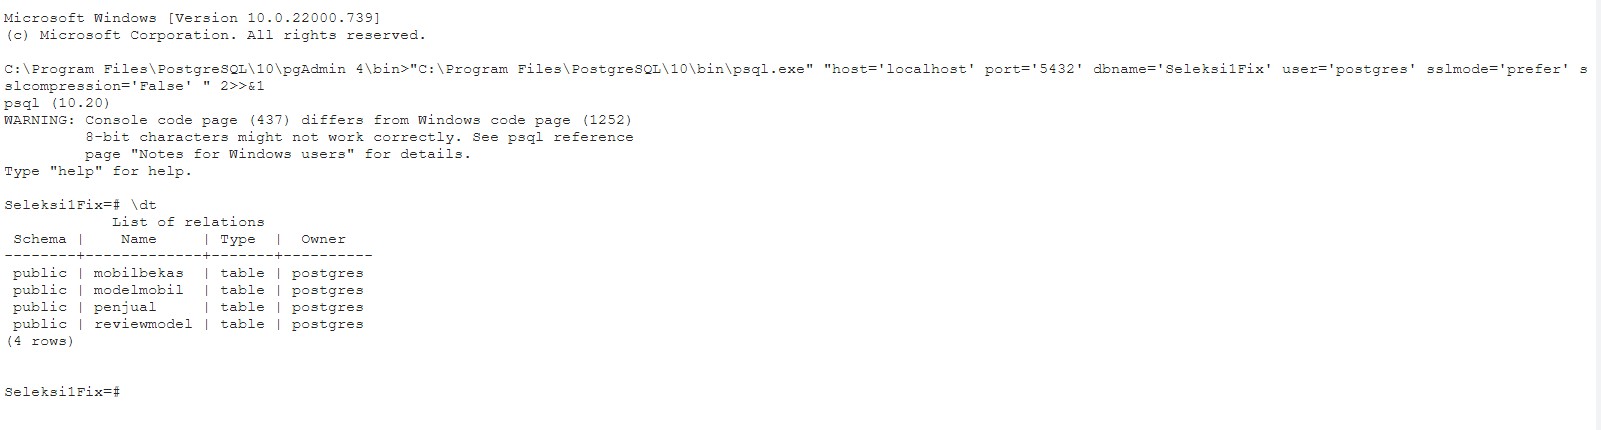 Microsoft Windows [Version 10.0.22000.739]
(c) Microsoft Corporation. All rights reserved.
C:\Program Files\PostgreSQL\10\pgAdmin 4\bin>"C:\Program Files\PostgreSQL\10\bin\psql.exe" "host='localhost' port='5432' dbname='Seleksi1Fix' user='postgres' sslmode='prefer' s
slcompression='False' " 2>>&1
psql (10.20)
WARNING: Console code page (437) differs from Windows code page (1252)
         8-bit characters might not work correctly. See psql reference
         page "Notes for Windows users" for details.
Type "help" for help.
Seleksi1Fix=# \dt
            List of relations
 Schema |    Name     | Type  |  Owner
--------+-------------+-------+----------
 public | mobilbekas  | table | postgres
 public | modelmobil  | table | postgres
 public | penjual     | table | postgres
 public | reviewmodel | table | postgres
(4 rows)
Seleksi1Fix=#